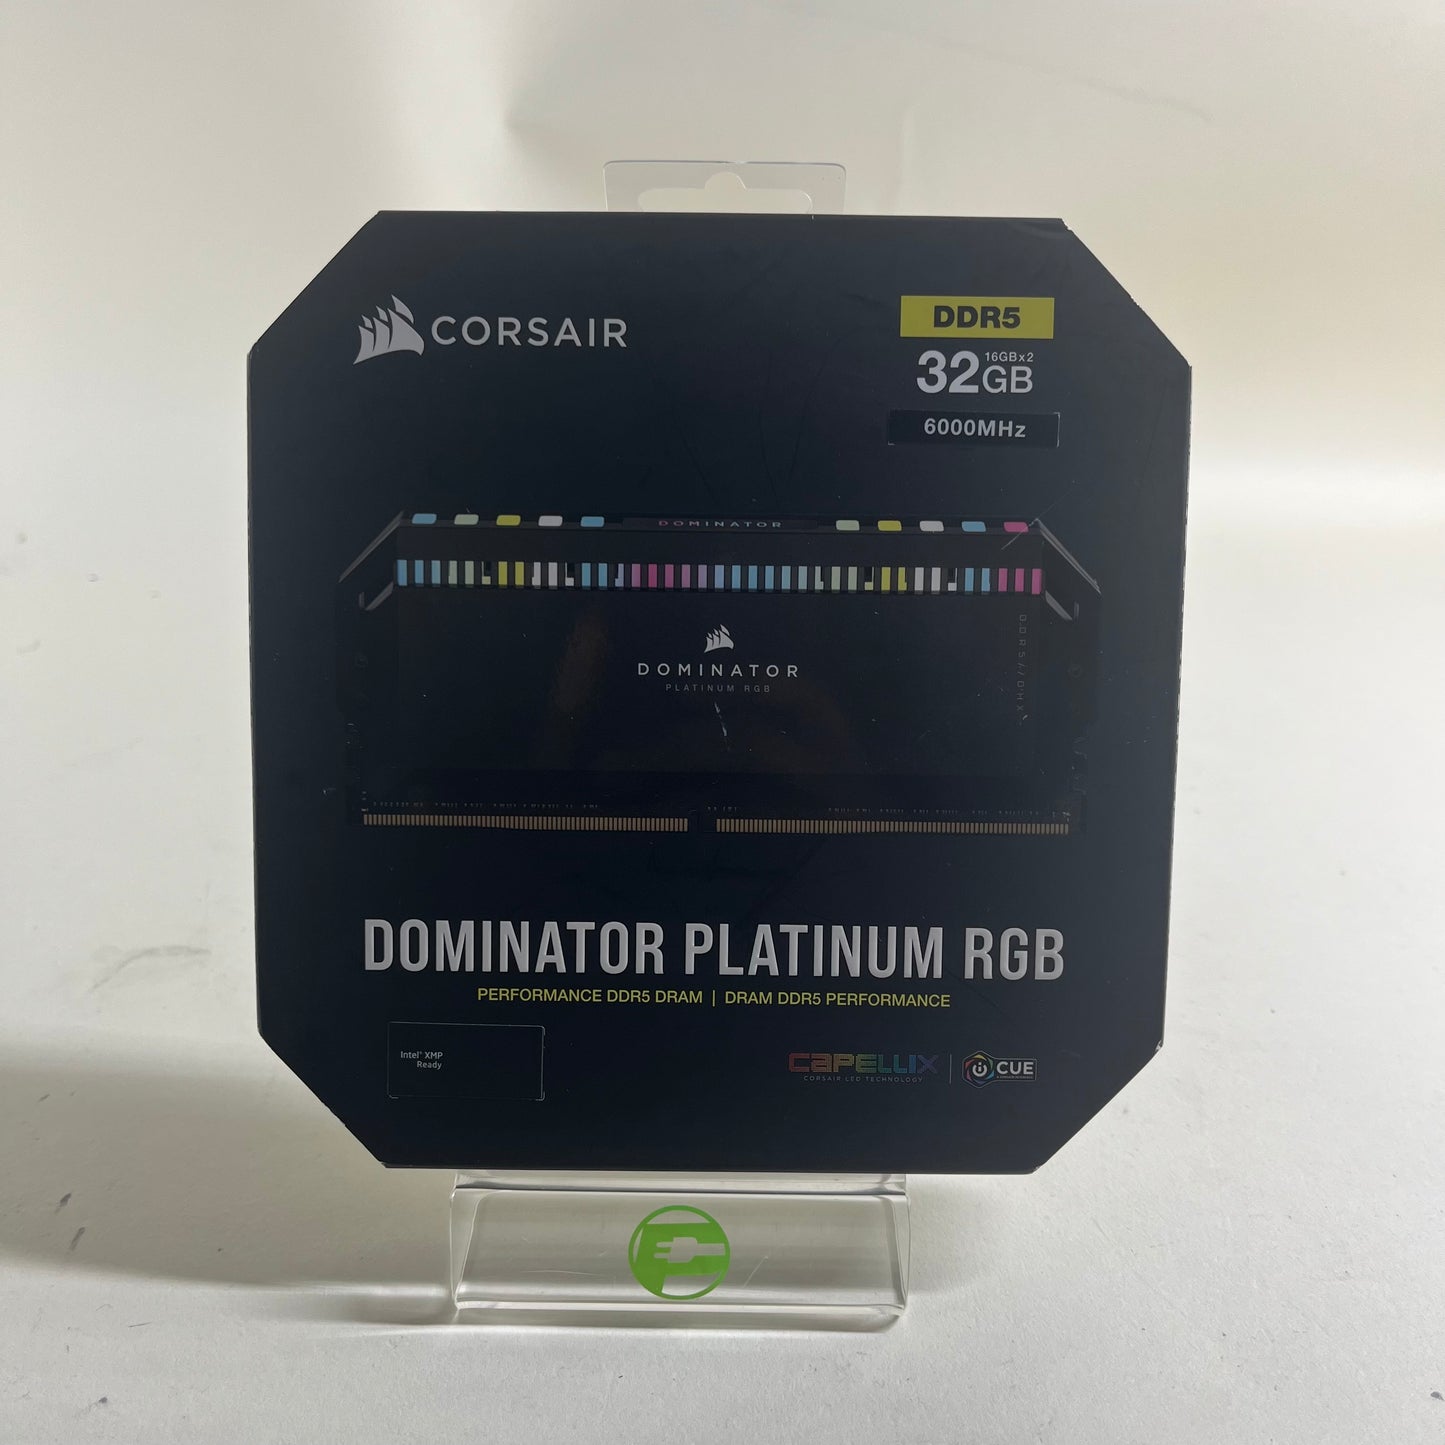 CORSAIR
DDR5
16GBx2
32GB
6000MHz
DOMINATOR
DDR5//DHX
DOMINATOR
PLATINUM RGB
DOMINATOR PLATINUM RGB
PERFORMANCE DDR5 DRAM | DRAM DDR5 PERFORMANCE
Intel® XMP
Ready
CAPELLIX
CORSAIR LED TECHNOLOGY
iCUE